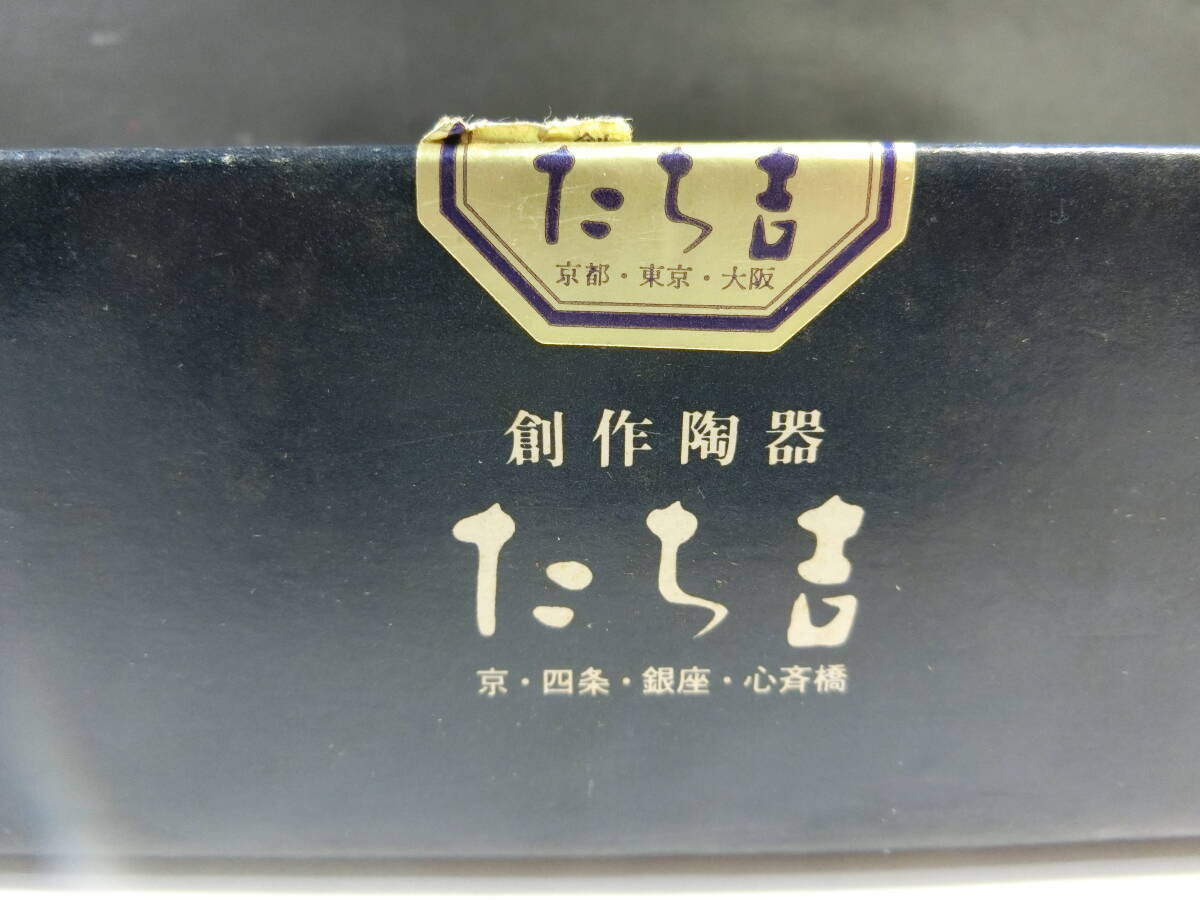 たち吉
京都・東京・大阪
創作陶器
たち吉
京・四条・銀座・心斉橋